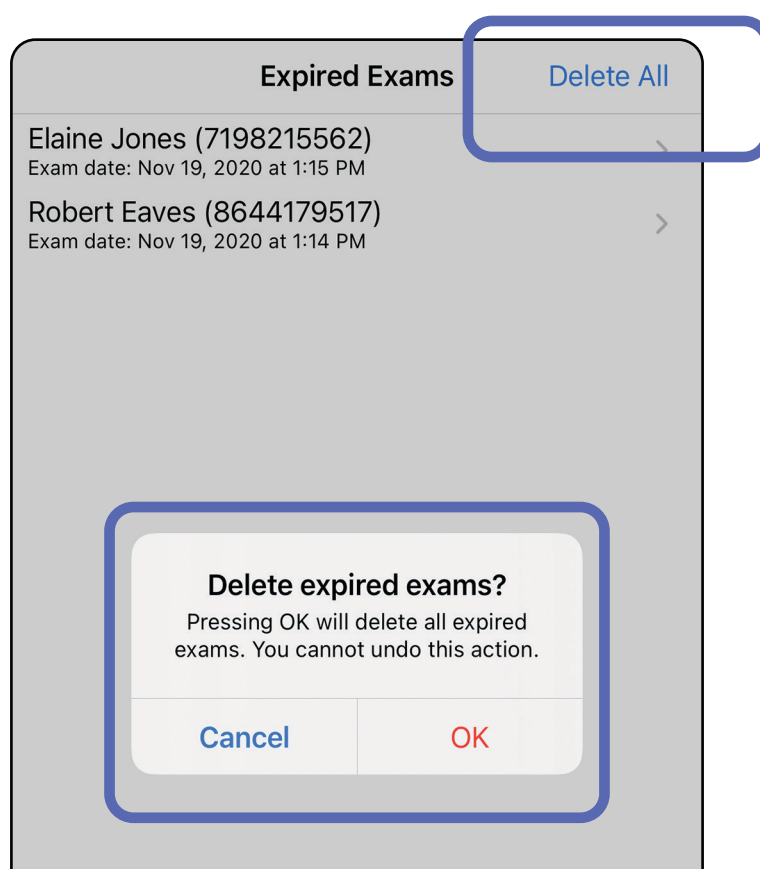 Expired Exams Delete All
Elaine Jones (7198215562)
Exam date: Nov 19, 2020 at 1:15 PM
Robert Eaves (8644179517)
Exam date: Nov 19, 2020 at 1:14 PM
Delete expired exams?
Pressing OK will delete all expired
exams. You cannot undo this action.
Cancel OK